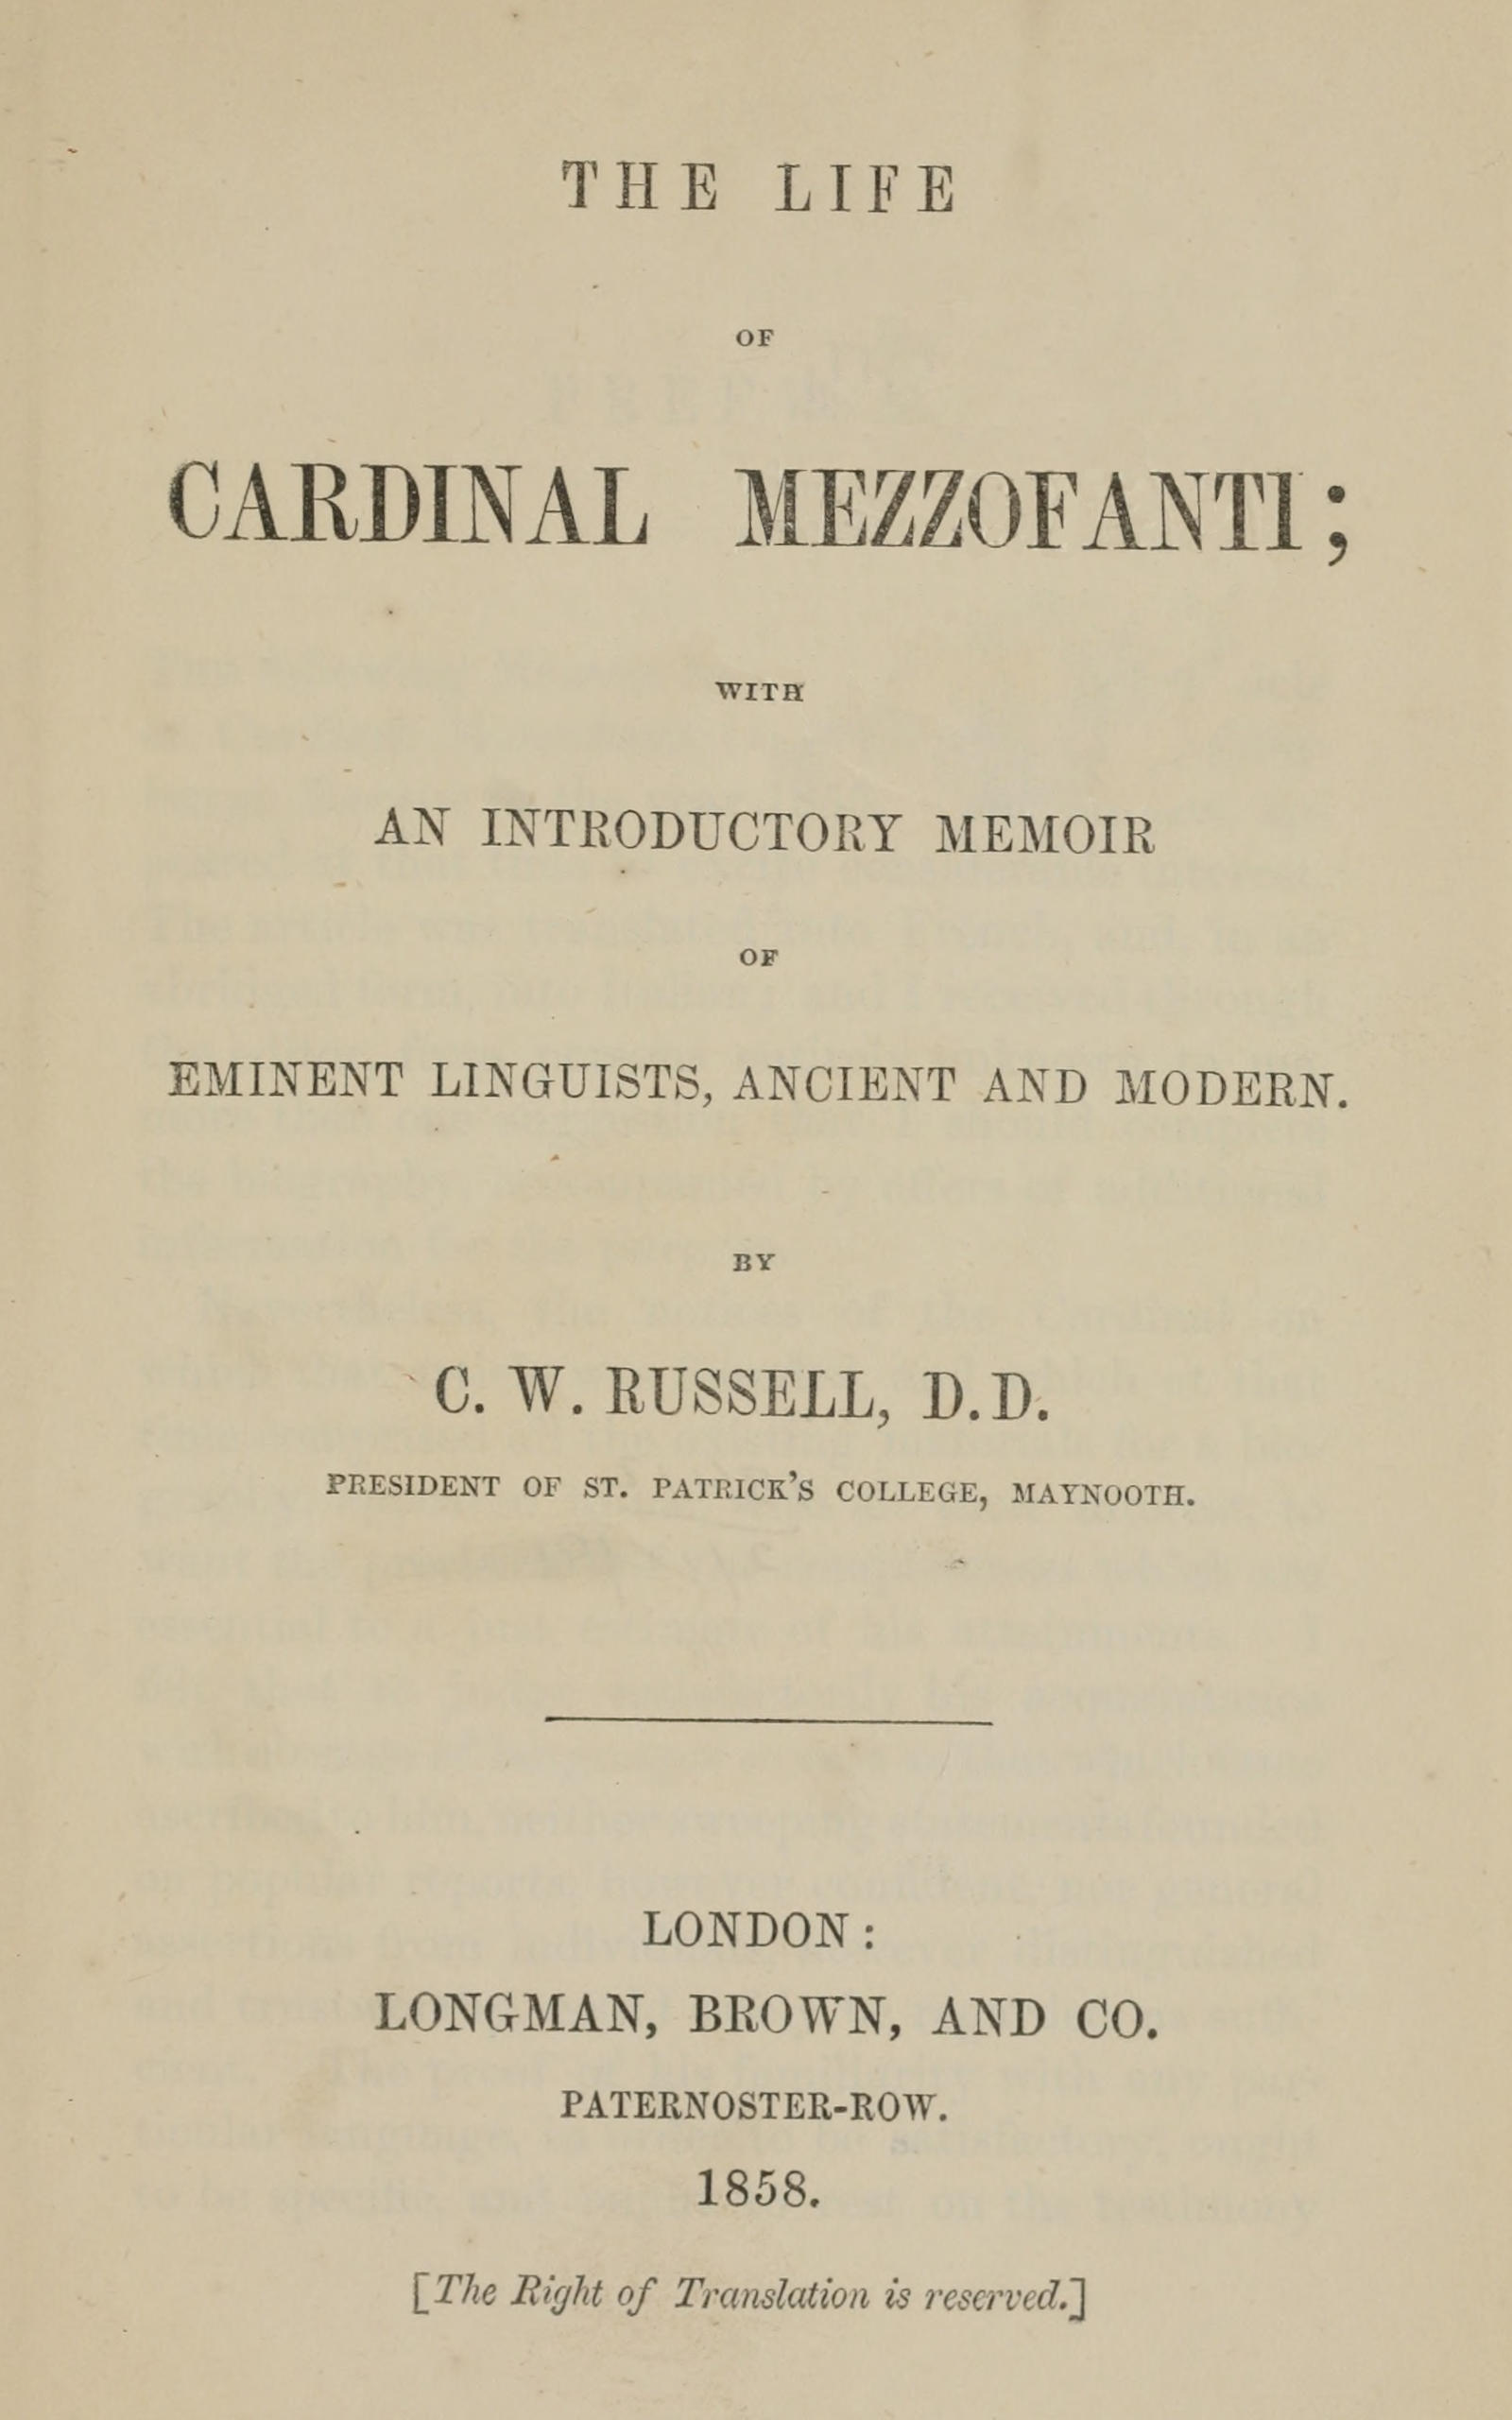 THE LIFE
OF
CARDINAL MEZZOFANTI;
WITH
AN INTRODUCTORY MEMOIR
OF
EMINENT LINGUISTS, ANCIENT AND MODERN.
BY
C. W. RUSSELL, D.D.
PRESIDENT OF ST. PATRICK'S COLLEGE, MAYNOOTH.
LONDON:
LONGMAN, BROWN, AND CO.
PATERNOSTER-ROW.
1858.
[The Right of Translation is reserved.]